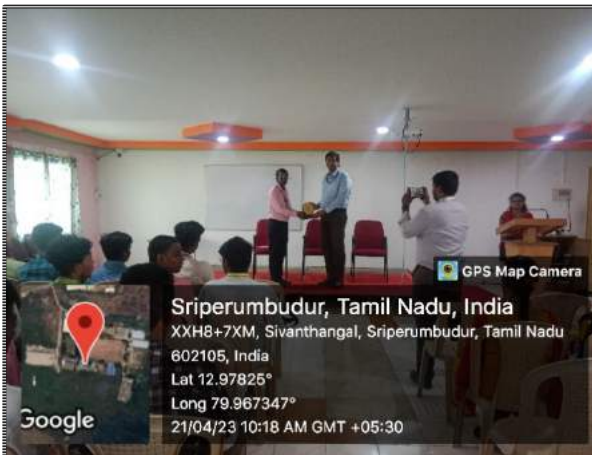 GPS Map Camera
Sriperumbudur, Tamil Nadu, India
XXH8+7XM, Sivanthangal, Sriperumbudur, Tamil Nadu
602105, India
Lat 12.97825°
Long 79.967347°
21/04/23 10:18 AM GMT +05:30
Google